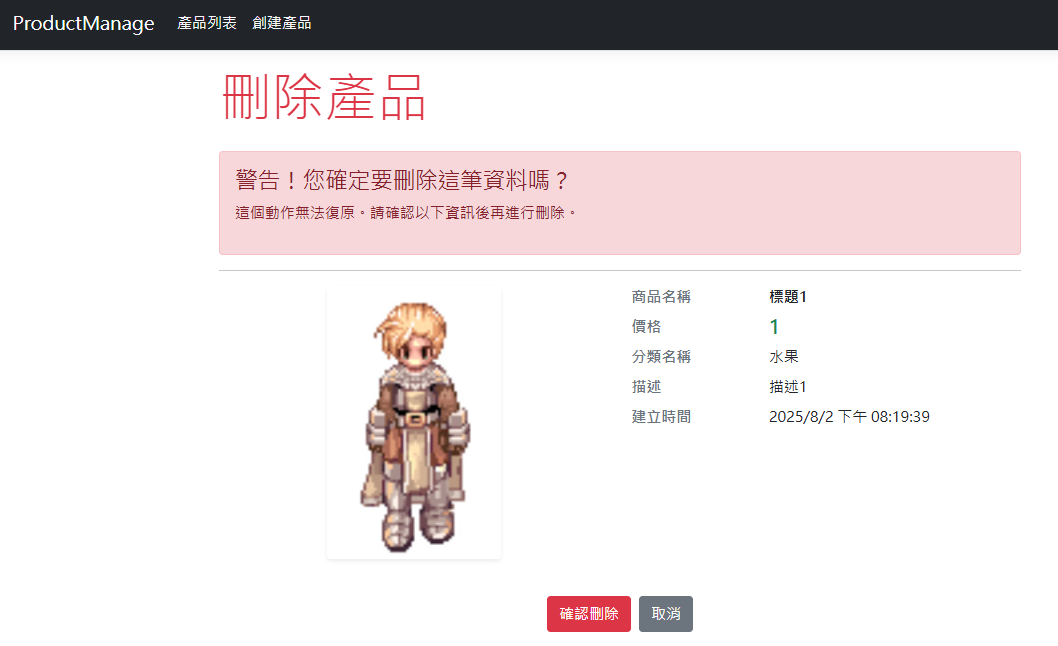 ProductManage 產品列表 創建產品
刪除產品
警告！您確定要刪除這筆資料嗎？
這個動作無法復原。請確認以下資訊後再進行刪除。
商品名稱 標題1
價格 1
分類名稱 水果
描述 描述1
建立時間 2025/8/2 下午 08:19:39
確認刪除 取消